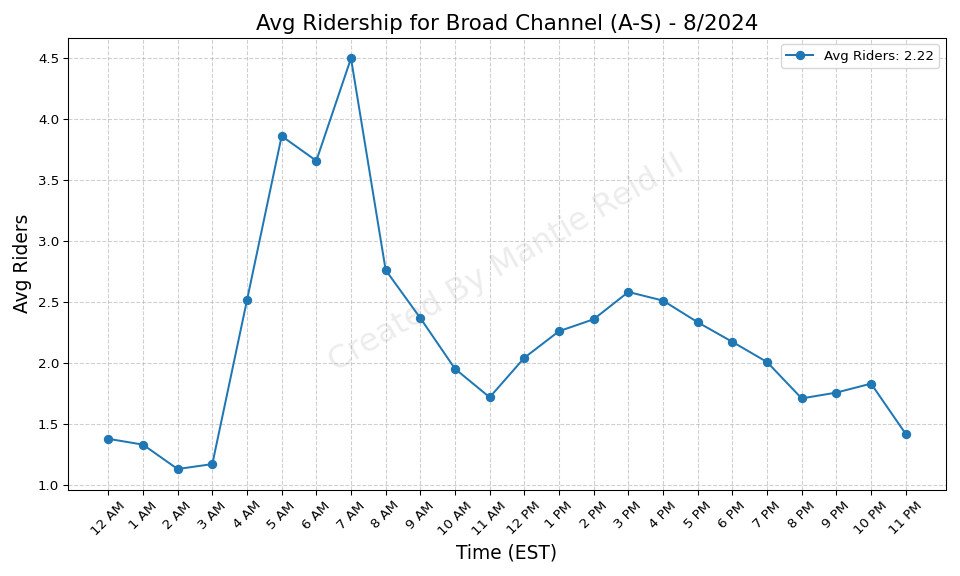 Avg Ridership for Broad Channel (A-S) - 8/2024
Avg Riders: 2.22
Avg Riders
4.5
4.0
3.5
3.0
2.5
2.0
1.5
1.0
Created By Mantie Reid II
12 AM
1 AM
2 AM
3 AM
4 AM
5 AM
6 AM
7 AM
8 AM
9 AM
10 AM
11 AM
12 PM
1 PM
2 PM
3 PM
4 PM
5 PM
6 PM
7 PM
8 PM
9 PM
10 PM
11 PM
Time (EST)